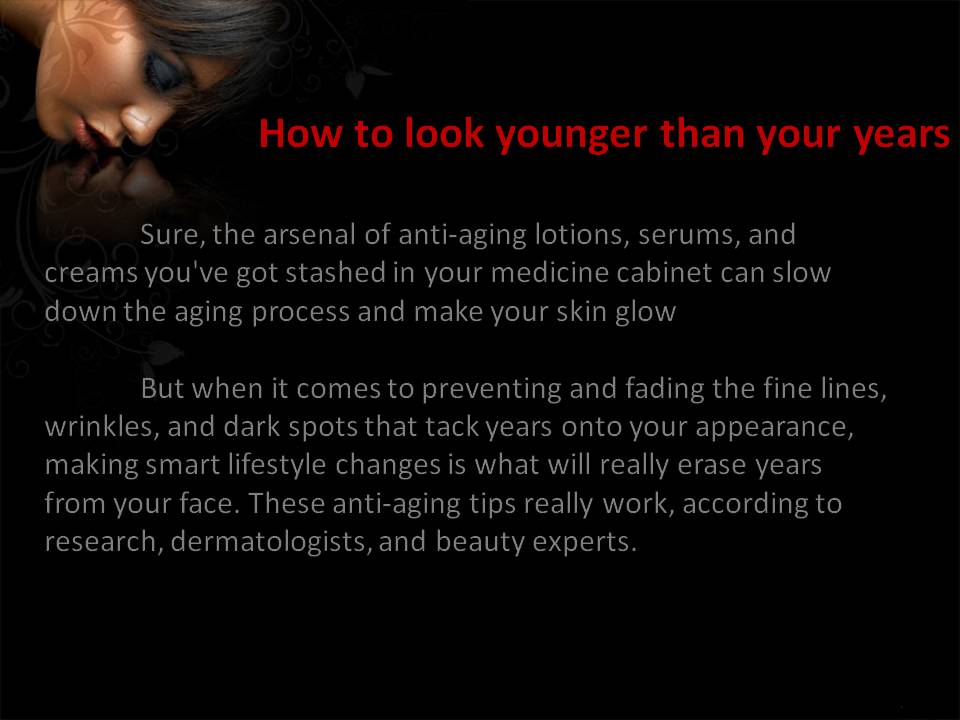 How to look younger than your years
Sure, the arsenal of anti-aging lotions, serums, and
creams you've got stashed in your medicine cabinet can slow
down the aging process and make your skin glow
But when it comes to preventing and fading the fine lines,
wrinkles, and dark spots that tack years onto your appearance,
making smart lifestyle changes is what will really erase years
from your face. These anti-aging tips really work, according to
research, dermatologists, and beauty experts.